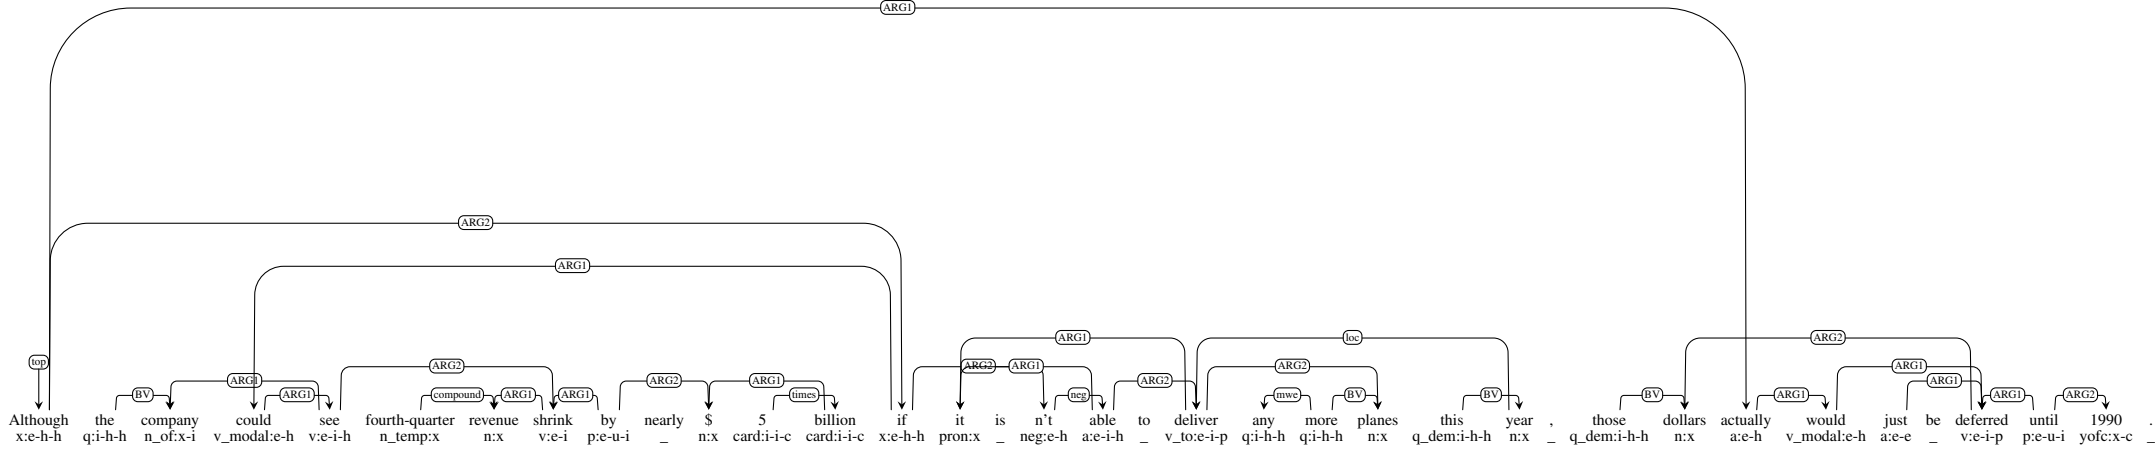 ARG1
ARG2
ARG1
ARG1 loc ARG2
top ARG2 ARG2 ARG1 ARG2 ARG1
ARG1 ARG2 ARG1 ARG2 ARG1
BV ARG1 compound ARG1 ARG1 times neg mwe BV BV BV ARG1 ARG1 ARG2
Although the company could see fourth-quarter revenue shrink by nearly $ 5 billion if it is n't able to deliver any more planes this year , those dollars actually would just be deferred until 1990 .
x:e-h-h q:i-h-h n_of:x-i v_modal:e-h v:e-i-h n_temp:x n:x v:e-i p:e-u-i _ n:x card:i-i-c card:i-i-c x:e-h-h pron:x _ neg:e-h a:e-i-h _ v_to:e-i-p q:i-h-h q:i-h-h n:x q_dem:i-h-h n:x _ q_dem:i-h-h n:x a:e-h v_modal:e-h a:e-e _ v:e-i-p p:e-u-i yofc:x-c _